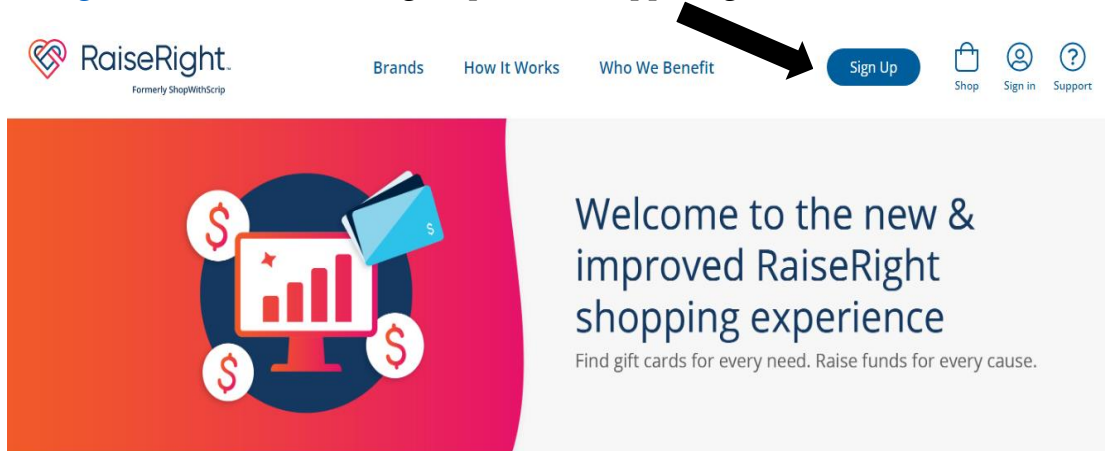 RaiseRight™
Formerly ShopWithScrip
Brands How It Works Who We Benefit Sign Up
Shop Sign in Support
$
$
$
$
Welcome to the new &
improved RaiseRight
shopping experience
Find gift cards for every need. Raise funds for every cause.